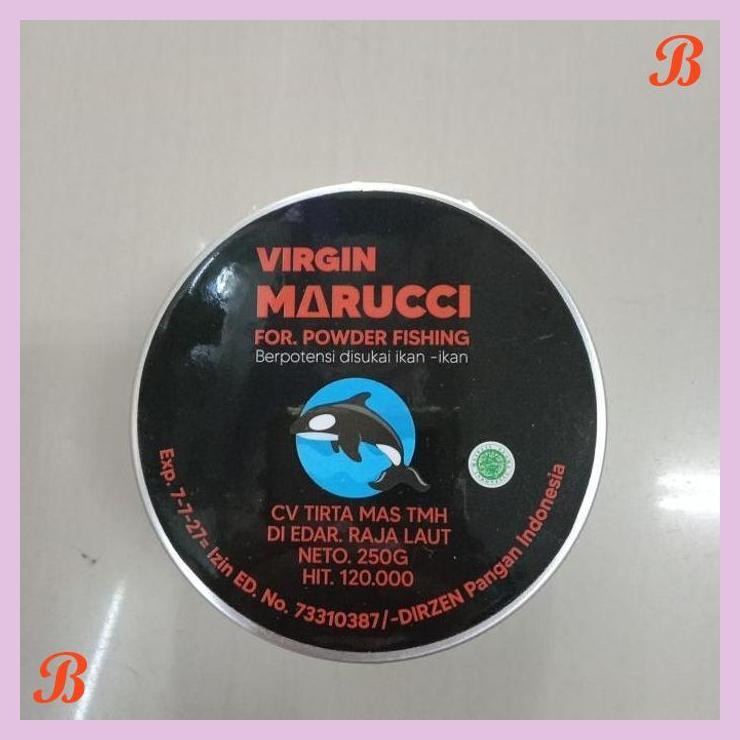 B
VIRGIN
MARUCCI
FOR. POWDER FISHING
Berpotensi disukai ikan -ikan
CV TIRTA MAS TMH
DI EDAR. RAJA LAUT
NETO. 250G
HIT. 120.000
Exp. 7-7-27= Izin ED. No. 73310387/-DIRZEN Pangan Indonesia
B